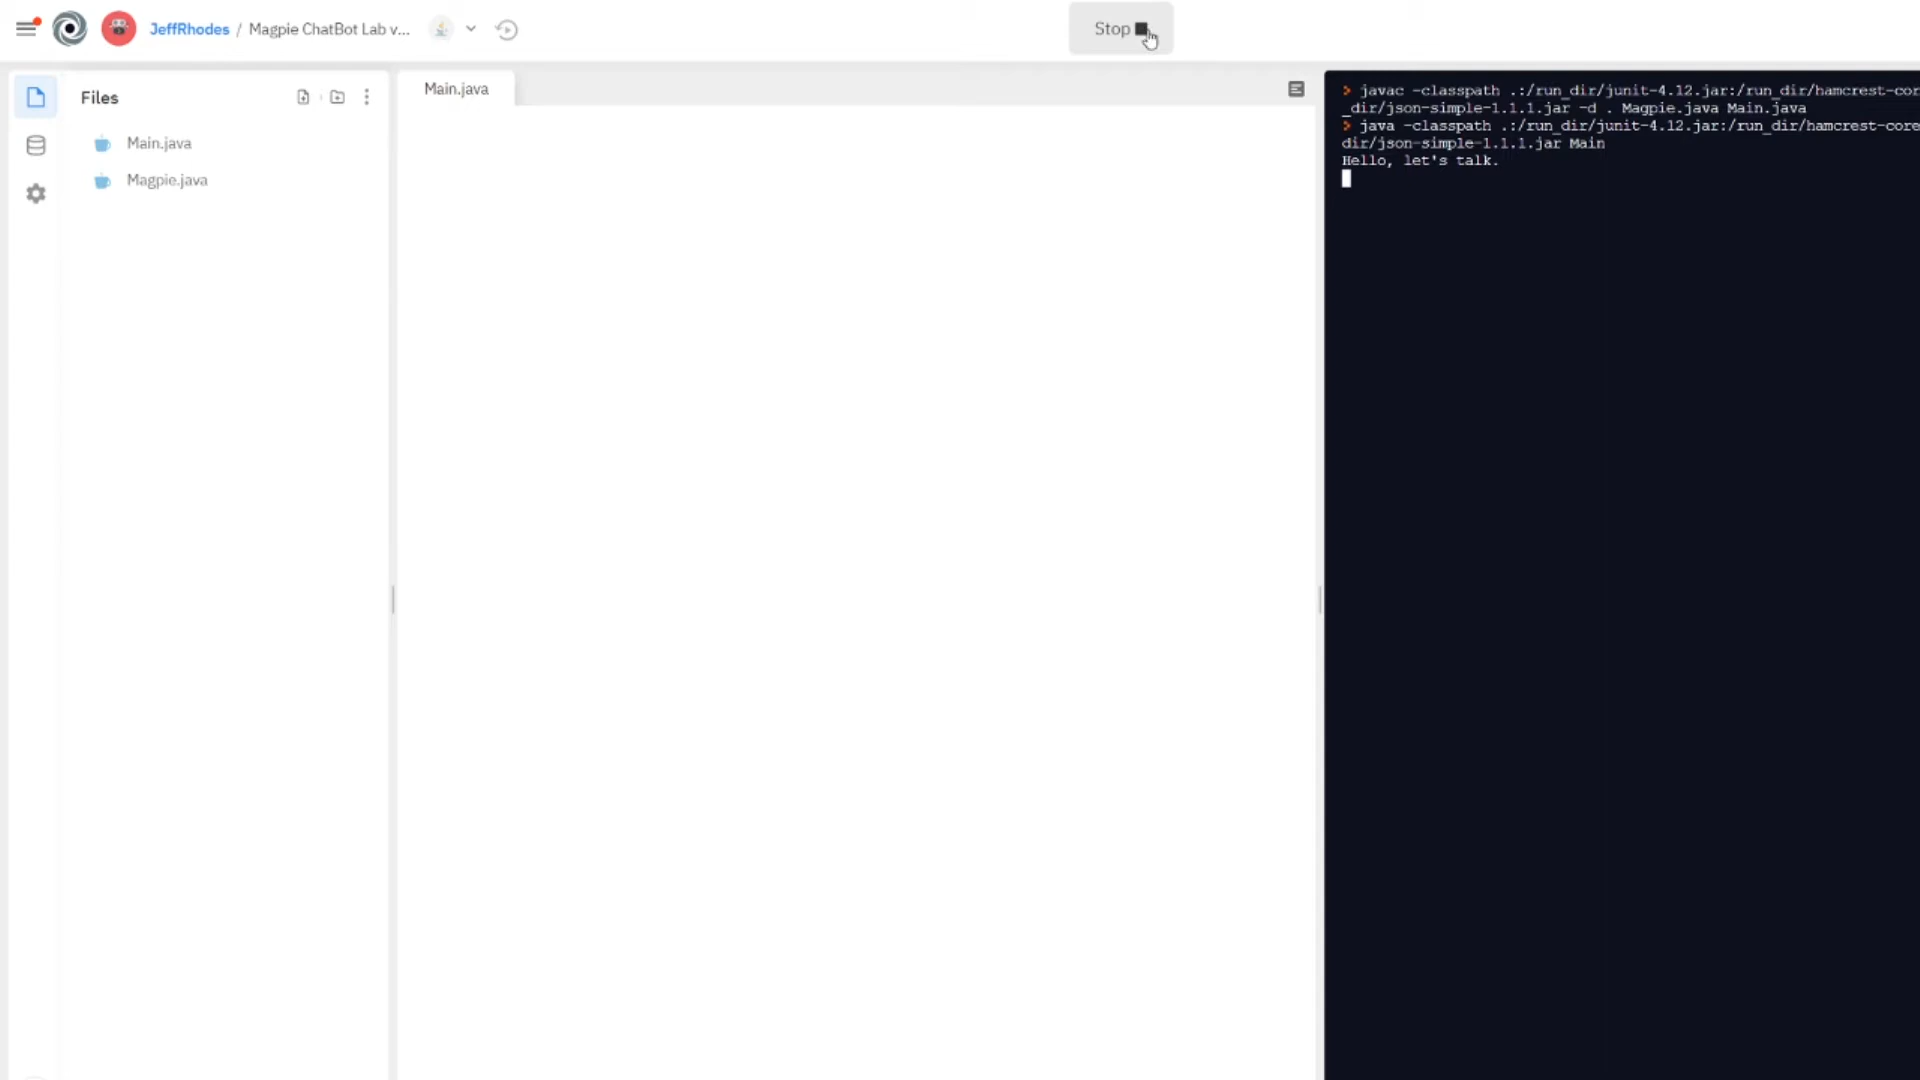 JeffRhodes / Magpie ChatBot Lab v...
Stop
Files
Main.java
Magpie.java
Main.java
> javac -classpath .:/run_dir/junit-4.12.jar:/run_dir/hamcrest-cor
_dir/json-simple-1.1.1.jar -d . Magpie.java Main.java
> java -classpath .:/run_dir/junit-4.12.jar:/run_dir/hamcrest-core
dir/json-simple-1.1.1.jar Main
Hello, let's talk.